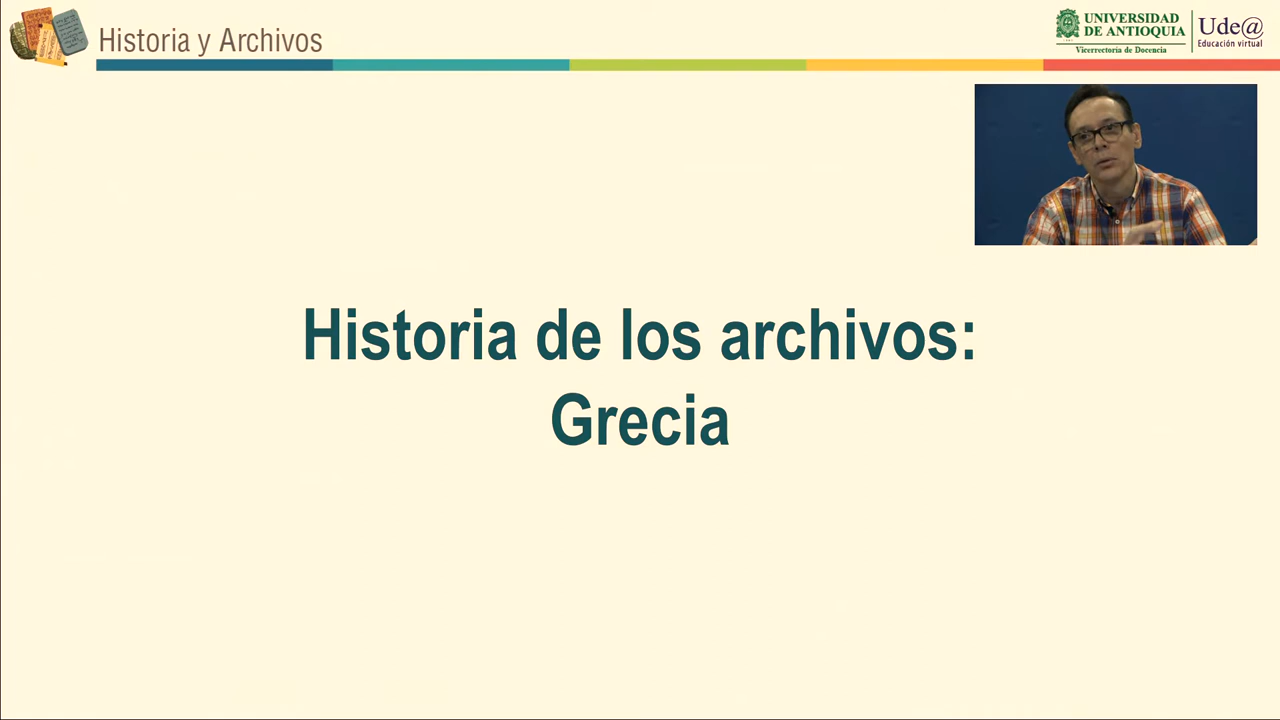 Historia y Archivos
UNIVERSIDAD
DE ANTIOQUIA
Vicerrectoría de Docencia
Ude@
Educación virtual
Historia de los archivos:
Grecia